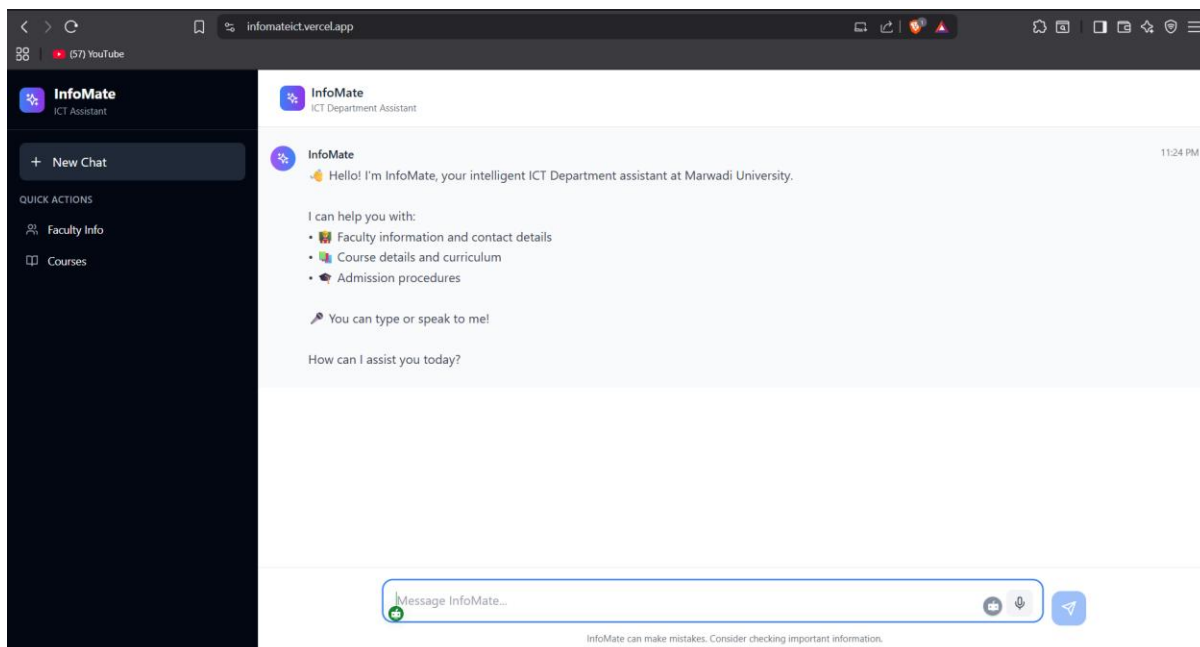 infomateict.vercel.app
(57) YouTube
InfoMate
ICT Assistant
+ New Chat
QUICK ACTIONS
Faculty Info
Courses
InfoMate
ICT Department Assistant
InfoMate
11:24 PM
👋 Hello! I'm InfoMate, your intelligent ICT Department assistant at Marwadi University.
I can help you with:
• 👩‍🏫 Faculty information and contact details
• 📚 Course details and curriculum
• 🎓 Admission procedures
🎤 You can type or speak to me!
How can I assist you today?
Message InfoMate...
InfoMate can make mistakes. Consider checking important information.